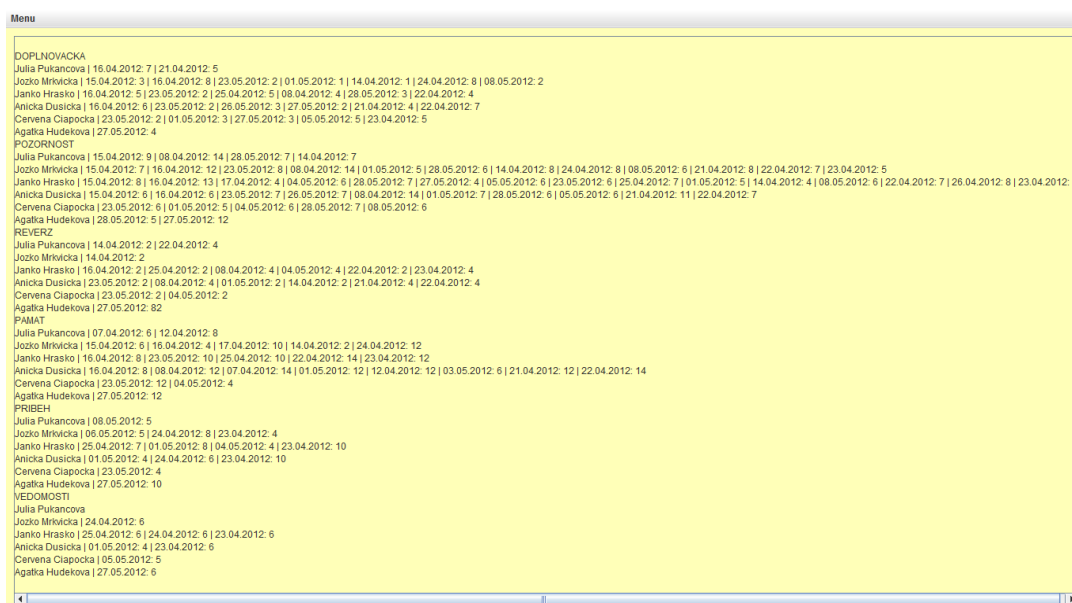 Menu
DOPLNOVACKA
Julia Pukancova | 16.04.2012: 7 | 21.04.2012: 5
Jozko Mrkvicka | 15.04.2012: 3 | 16.04.2012: 8 | 23.05.2012: 2 | 01.05.2012: 1 | 14.04.2012: 1 | 24.04.2012: 8 | 08.05.2012: 2
Janko Hrasko | 16.04.2012: 5 | 23.05.2012: 2 | 25.04.2012: 5 | 08.04.2012: 4 | 28.05.2012: 3 | 22.04.2012: 4
Anicka Dusicka | 16.04.2012: 6 | 23.05.2012: 2 | 26.05.2012: 3 | 27.05.2012: 2 | 21.04.2012: 4 | 22.04.2012: 7
Cervena Ciapocka | 23.05.2012: 2 | 01.05.2012: 3 | 27.05.2012: 3 | 05.05.2012: 5 | 23.04.2012: 5
Agatka Hudekova | 27.05.2012: 4
POZORNOST
Julia Pukancova | 15.04.2012: 9 | 08.04.2012: 14 | 28.05.2012: 7 | 14.04.2012: 7
Jozko Mrkvicka | 15.04.2012: 7 | 16.04.2012: 12 | 23.05.2012: 8 | 08.04.2012: 14 | 01.05.2012: 5 | 28.05.2012: 6 | 14.04.2012: 8 | 24.04.2012: 8 | 08.05.2012: 6 | 21.04.2012: 8 | 22.04.2012: 7 | 23.04.2012: 5
Janko Hrasko | 15.04.2012: 8 | 16.04.2012: 13 | 17.04.2012: 4 | 04.05.2012: 6 | 28.05.2012: 7 | 27.05.2012: 4 | 05.05.2012: 6 | 23.05.2012: 6 | 25.04.2012: 7 | 01.05.2012: 5 | 14.04.2012: 4 | 08.05.2012: 6 | 22.04.2012: 7 | 26.04.2012: 8 | 23.04.2012:
Anicka Dusicka | 15.04.2012: 6 | 16.04.2012: 6 | 23.05.2012: 7 | 26.05.2012: 7 | 08.04.2012: 14 | 01.05.2012: 7 | 28.05.2012: 6 | 05.05.2012: 6 | 21.04.2012: 11 | 22.04.2012: 7
Cervena Ciapocka | 23.05.2012: 6 | 01.05.2012: 5 | 04.05.2012: 6 | 28.05.2012: 7 | 08.05.2012: 6
Agatka Hudekova | 28.05.2012: 5 | 27.05.2012: 12
REVERZ
Julia Pukancova | 14.04.2012: 2 | 22.04.2012: 4
Jozko Mrkvicka | 14.04.2012: 2
Janko Hrasko | 16.04.2012: 2 | 25.04.2012: 2 | 08.04.2012: 4 | 04.05.2012: 4 | 22.04.2012: 2 | 23.04.2012: 4
Anicka Dusicka | 23.05.2012: 2 | 08.04.2012: 4 | 01.05.2012: 2 | 14.04.2012: 2 | 21.04.2012: 4 | 22.04.2012: 4
Cervena Ciapocka | 23.05.2012: 2 | 04.05.2012: 2
Agatka Hudekova | 27.05.2012: 82
PAMAT
Julia Pukancova | 07.04.2012: 6 | 12.04.2012: 8
Jozko Mrkvicka | 15.04.2012: 6 | 16.04.2012: 4 | 17.04.2012: 10 | 14.04.2012: 2 | 24.04.2012: 12
Janko Hrasko | 16.04.2012: 8 | 23.05.2012: 10 | 25.04.2012: 10 | 22.04.2012: 14 | 23.04.2012: 12
Anicka Dusicka | 16.04.2012: 8 | 08.04.2012: 12 | 07.04.2012: 14 | 01.05.2012: 12 | 12.04.2012: 12 | 03.05.2012: 6 | 21.04.2012: 12 | 22.04.2012: 14
Cervena Ciapocka | 23.05.2012: 12 | 04.05.2012: 4
Agatka Hudekova | 27.05.2012: 12
PRIBEH
Julia Pukancova | 08.05.2012: 5
Jozko Mrkvicka | 06.05.2012: 5 | 24.04.2012: 8 | 23.04.2012: 4
Janko Hrasko | 25.04.2012: 7 | 01.05.2012: 8 | 04.05.2012: 4 | 23.04.2012: 10
Anicka Dusicka | 01.05.2012: 4 | 24.04.2012: 6 | 23.04.2012: 10
Cervena Ciapocka | 23.05.2012: 4
Agatka Hudekova | 27.05.2012: 10
VEDOMOSTI
Julia Pukancova
Jozko Mrkvicka | 24.04.2012: 6
Janko Hrasko | 25.04.2012: 6 | 24.04.2012: 6 | 23.04.2012: 6
Anicka Dusicka | 01.05.2012: 4 | 23.04.2012: 6
Cervena Ciapocka | 05.05.2012: 5
Agatka Hudekova | 27.05.2012: 6